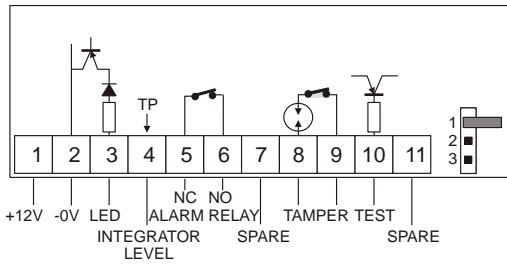 TP
1
2
3
1 2 3 4 5 6 7 8 9 10 11
NC NO
+12V -0V LED ALARM RELAY TAMPER TEST
INTEGRATOR SPARE SPARE
LEVEL